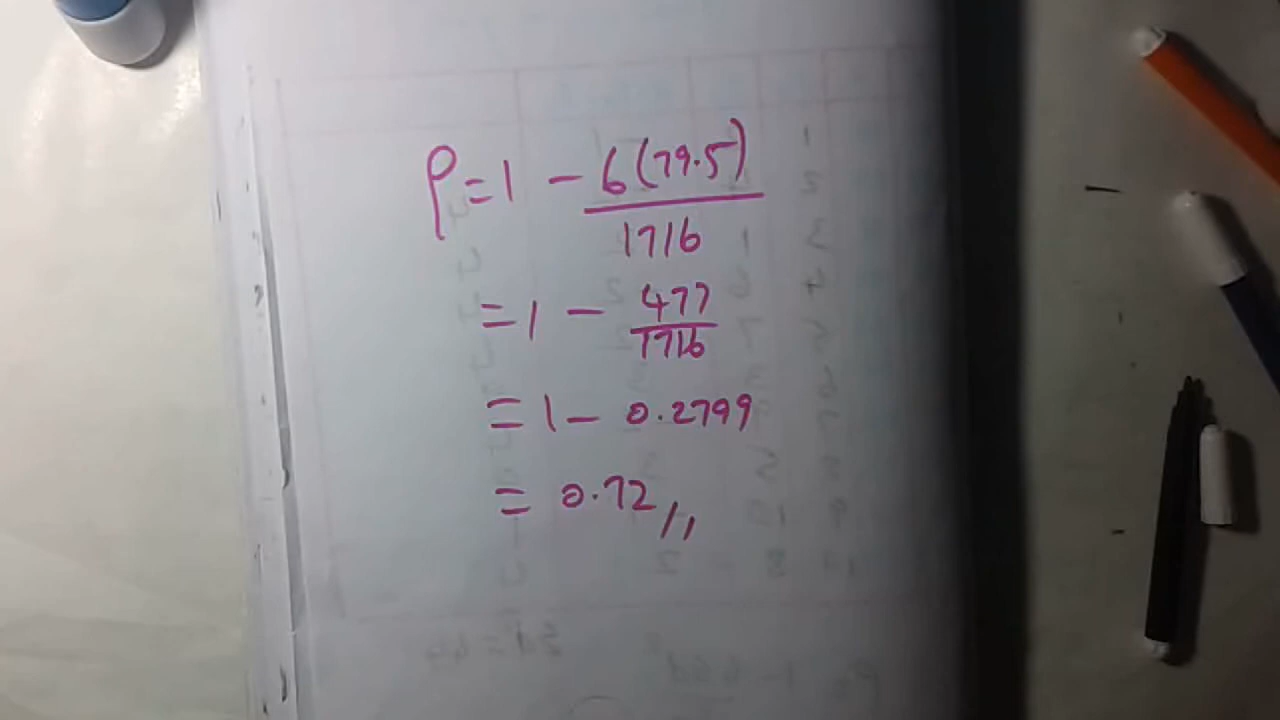 ρ = 1 - 6(79.5)/1716
= 1 - 477/1716
= 1 - 0.2799
= 0.72 //